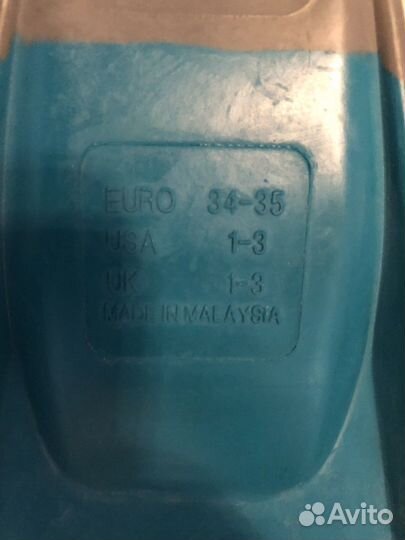 EURO 34-35
USA 1-3
UK 1-3
MADE IN MALAYSIA
Avito